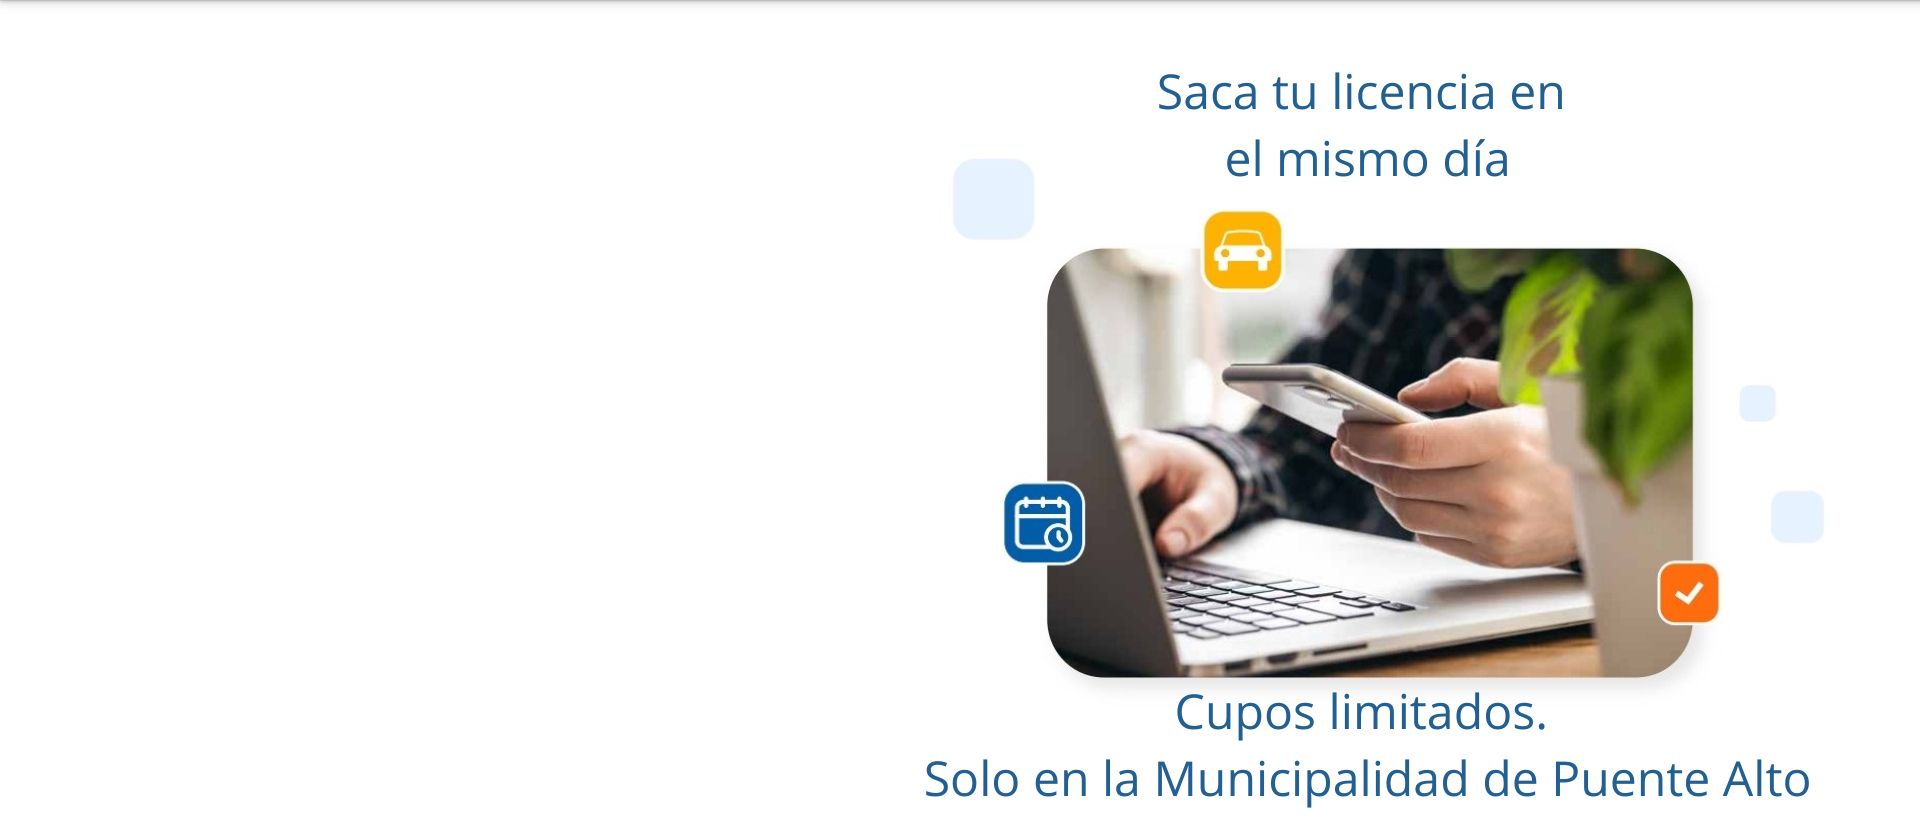 Saca tu licencia en
el mismo día
Cupos limitados.
Solo en la Municipalidad de Puente Alto